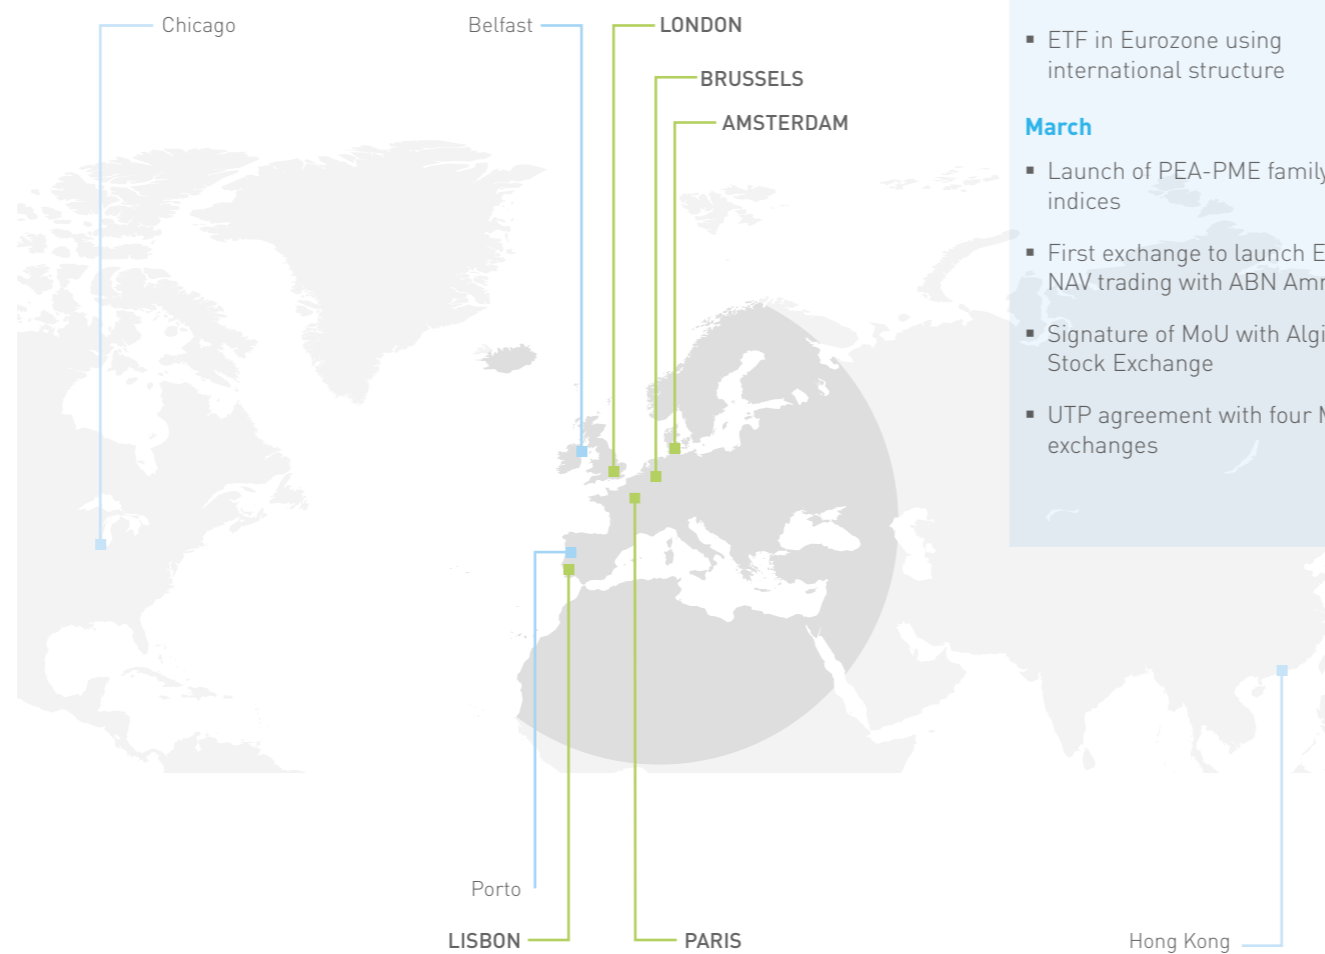 Chicago
Belfast
LONDON
BRUSSELS
AMSTERDAM
▪ ETF in Eurozone using
international structure
March
▪ Launch of PEA-PME family
indices
▪ First exchange to launch
NAV trading with ABN
▪ Signature of MoU with
Stock Exchange
▪ UTP agreement with four
exchanges
Porto
LISBON
PARIS
Hong Kong